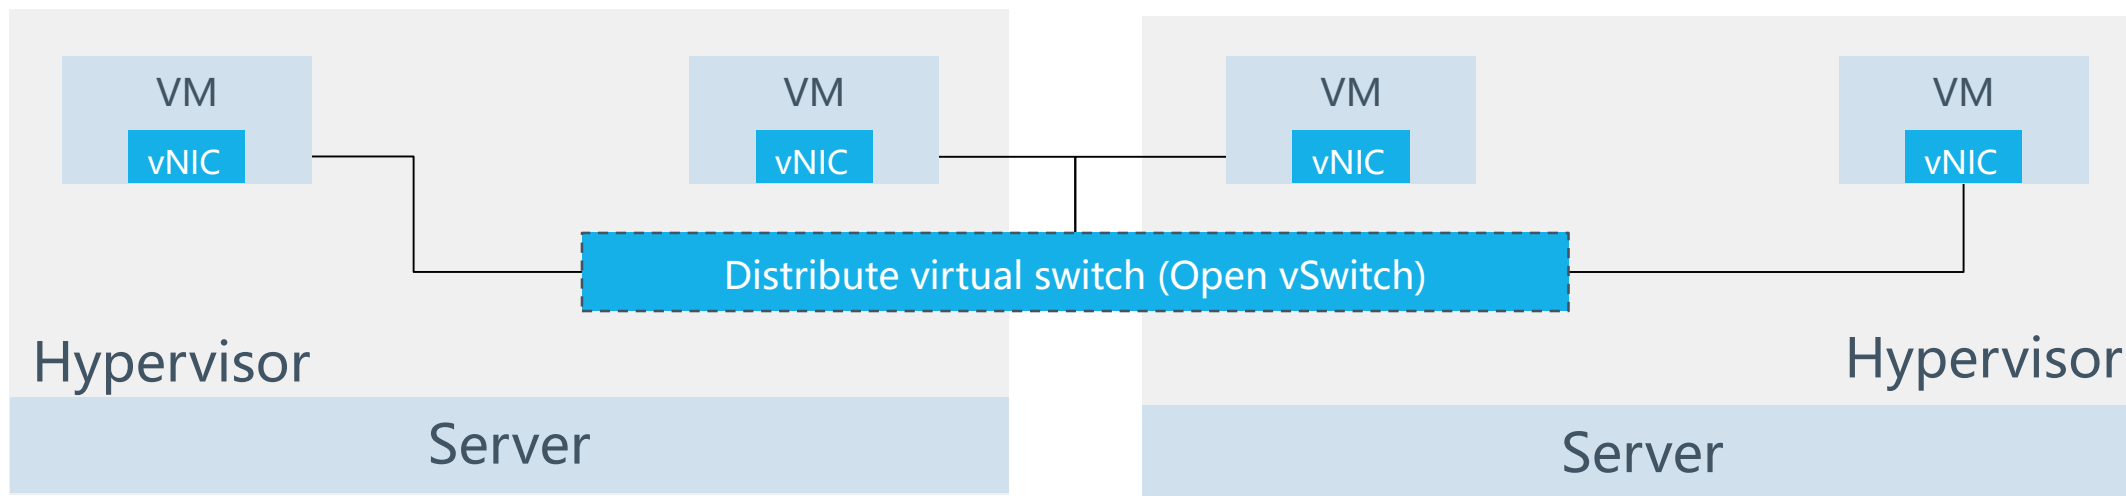 VM
vNIC
VM
vNIC
VM
vNIC
VM
vNIC
Distribute virtual switch (Open vSwitch)
Hypervisor
Hypervisor
Server
Server